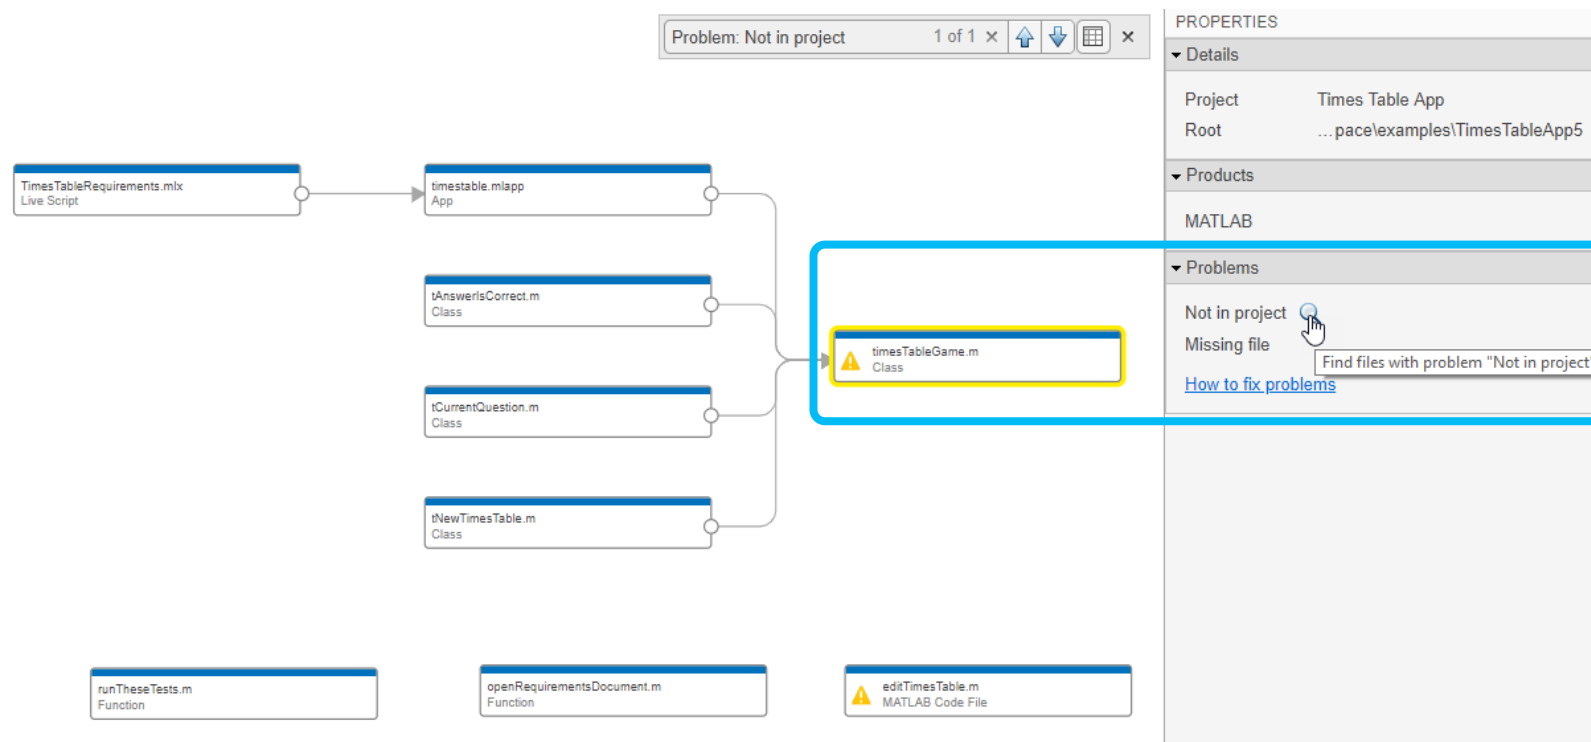 Problem: Not in project 1 of 1
PROPERTIES
Details
Project Times Table App
Root ...pace\examples\TimesTableApp5
Products
MATLAB
Problems
Not in project
Missing file
Find files with problem "Not in project"
How to fix problems
TimesTableRequirements.mlx
Live Script
timestable.mlapp
App
tAnswerIsCorrect.m
Class
timesTableGame.m
Class
tCurrentQuestion.m
Class
tNewTimesTable.m
Class
runTheseTests.m
Function
openRequirementsDocument.m
Function
editTimesTable.m
MATLAB Code File